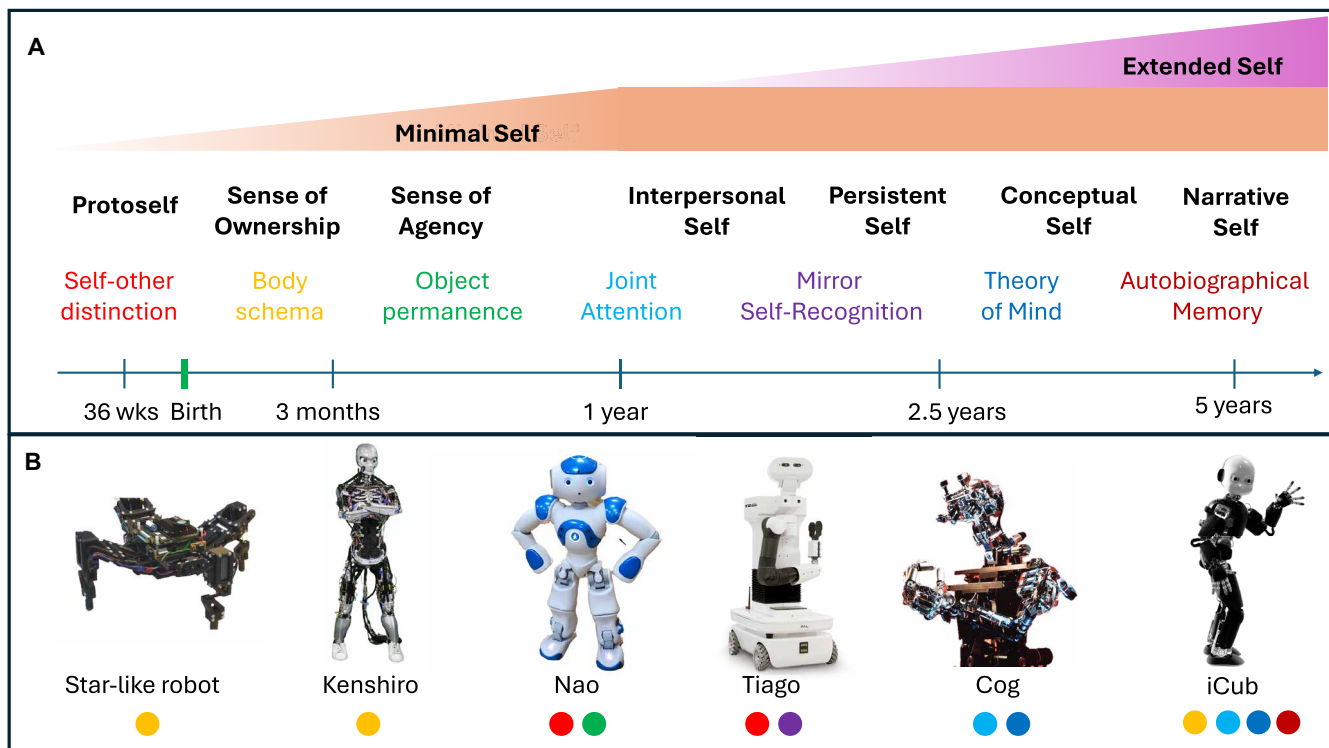 A
Extended Self
Minimal Self
Protoself
Sense of
Ownership
Sense of
Agency
Interpersonal
Self
Persistent
Self
Conceptual
Self
Narrative
Self
Self-other
distinction
Body
schema
Object
permanence
Joint
Attention
Mirror
Self-Recognition
Theory
of Mind
Autobiographical
Memory
36 wks
Birth
3 months
1 year
2.5 years
5 years
B
Star-like robot
Kenshiro
Nao
Tiago
Cog
iCub